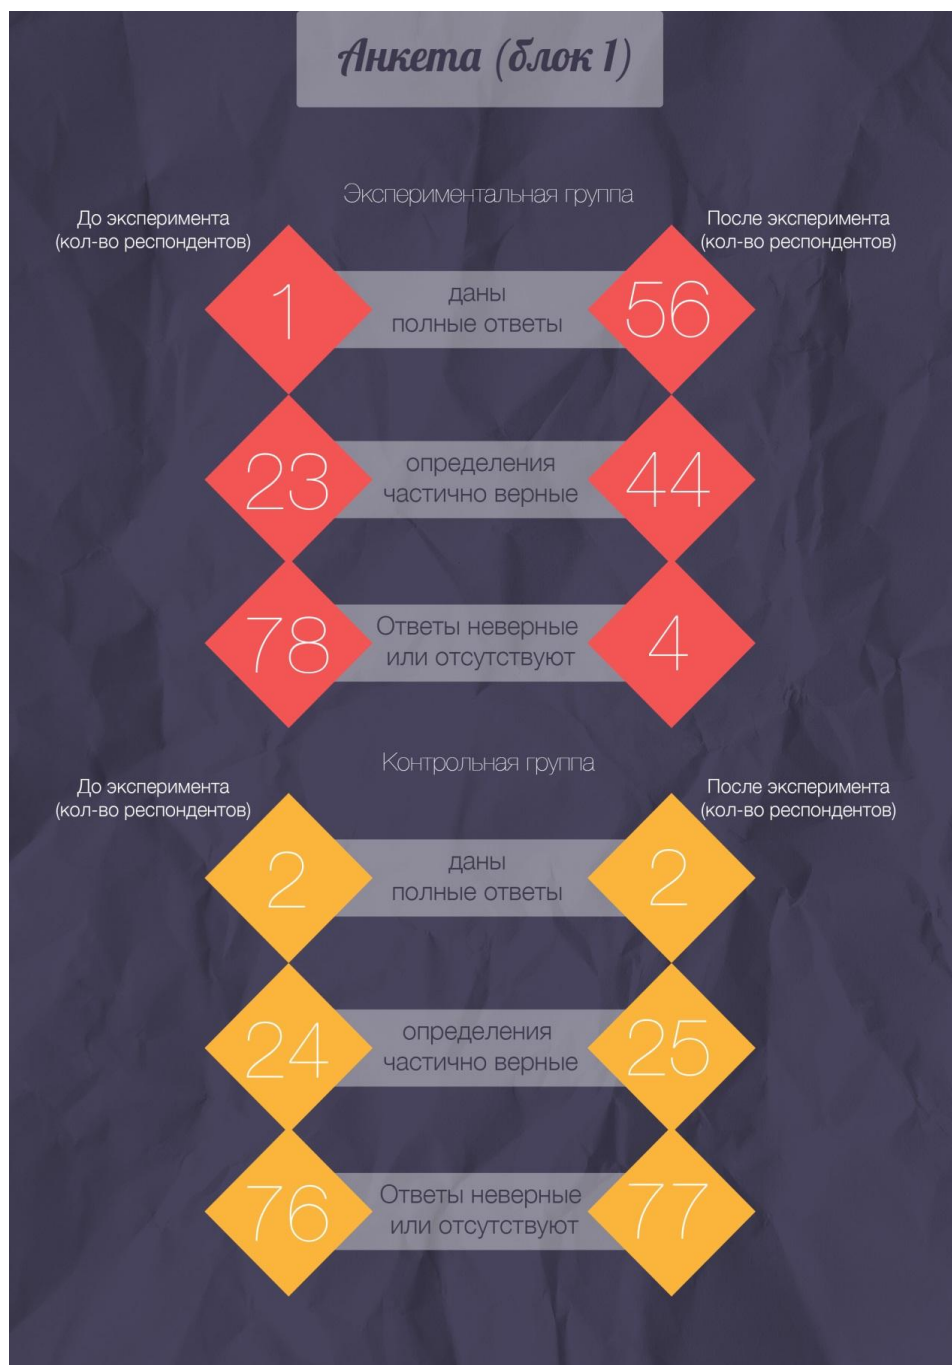 Анкета (блок 1)
Экспериментальная группа
До эксперимента
(кол-во респондентов)
После эксперимента
(кол-во респондентов)
1
даны
полные ответы
56
23
определения
частично верные
44
78
Ответы неверные
или отсутствуют
4
Контрольная группа
До эксперимента
(кол-во респондентов)
После эксперимента
(кол-во респондентов)
2
даны
полные ответы
2
24
определения
частично верные
25
76
Ответы неверные
или отсутствуют
77